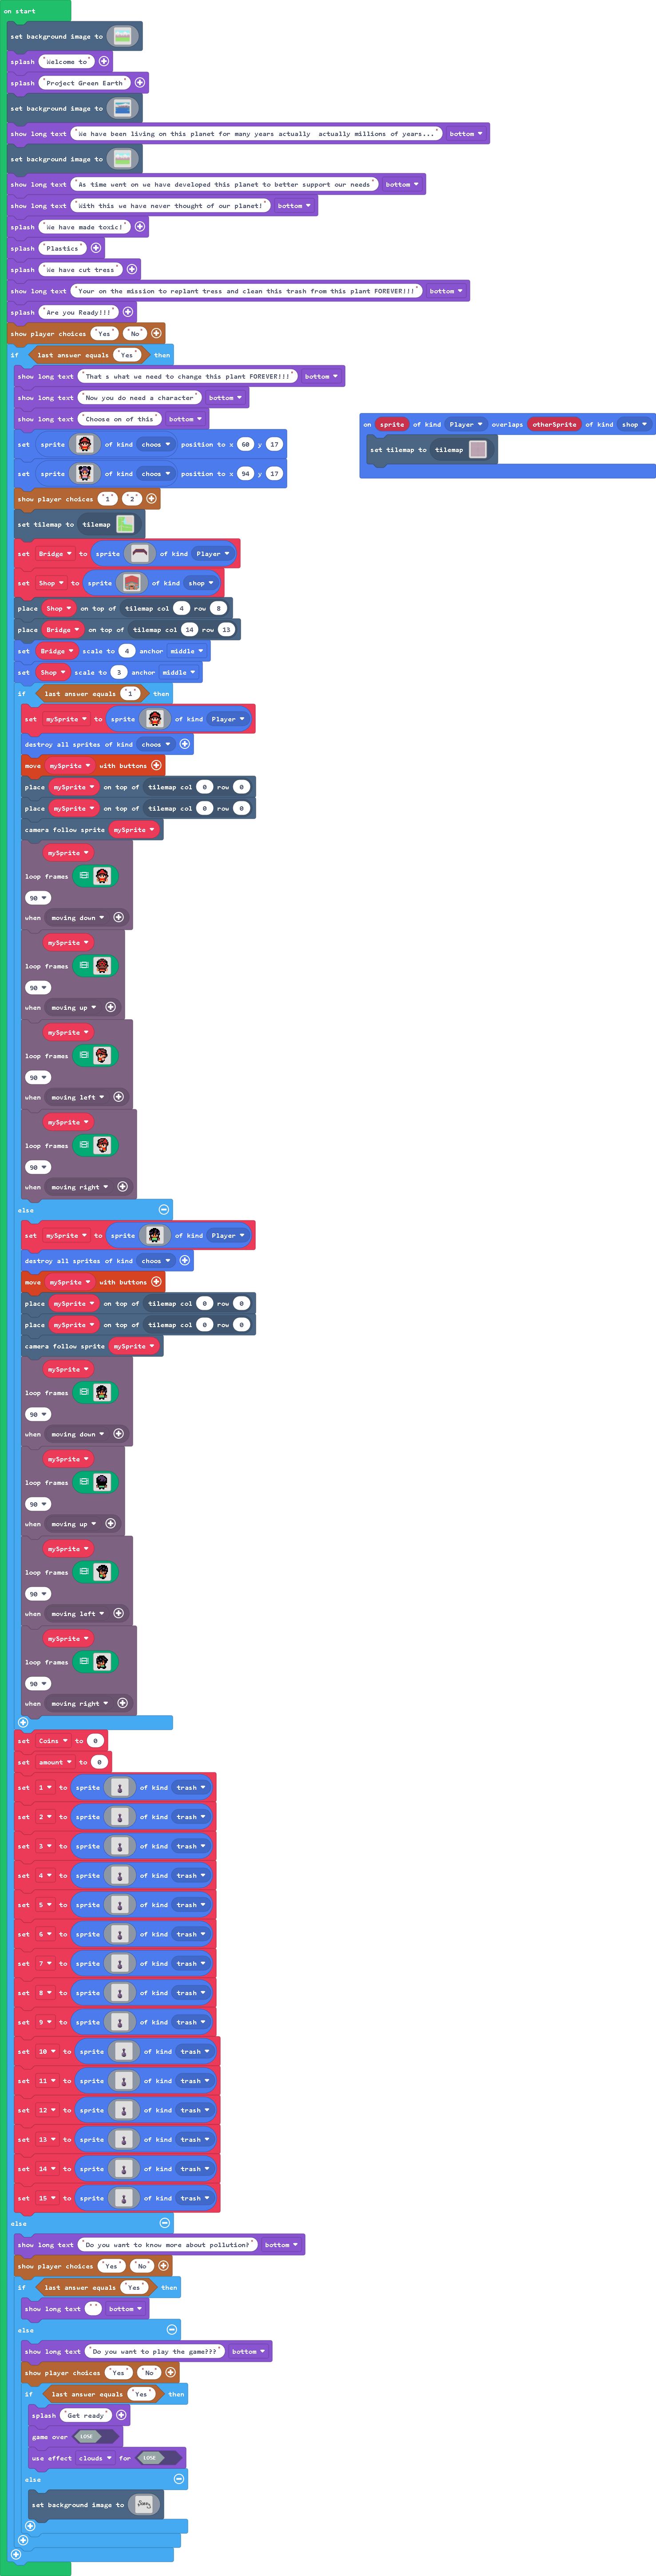 on start
set background image to
splash "Welcome to"
splash "Project Green Earth"
set background image to
show long text "We have been living on this planet for many years actually actually millions of years..." bottom
set background image to
show long text "As time went on we have developed this planet to better support our needs" bottom
show long text "With this we have never thought of our planet!" bottom
splash "We have made toxic!"
splash "Plastics"
splash "We have cut tress"
show long text "Your on the mission to replant tress and clean this trash from this plant FOREVER!!!" bottom
splash "Are you Ready!!!"
show player choices "Yes" "No"
if last answer equals "Yes" then
show long text "That s what we need to change this plant FOREVER!!!" bottom
show long text "Now you do need a character" bottom
show long text "Choose on of this" bottom
set sprite of kind choos position to x 60 y 17
set sprite of kind choos position to x 94 y 17
show player choices "1" "2"
set tilemap to tilemap
set Bridge to sprite of kind Player
set Shop to sprite of kind shop
place Shop on top of tilemap col 4 row 8
place Bridge on top of tilemap col 14 row 13
set Bridge scale to 4 anchor middle
set Shop scale to 3 anchor middle
if last answer equals "1" then
set mySprite to sprite of kind Player
destroy all sprites of kind choos
move mySprite with buttons
place mySprite on top of tilemap col 0 row 0
place mySprite on top of tilemap col 0 row 0
camera follow sprite mySprite
mySprite
loop frames
90
when moving down
mySprite
loop frames
90
when moving up
mySprite
loop frames
90
when moving left
mySprite
loop frames
90
when moving right
else
set mySprite to sprite of kind Player
destroy all sprites of kind choos
move mySprite with buttons
place mySprite on top of tilemap col 0 row 0
place mySprite on top of tilemap col 0 row 0
camera follow sprite mySprite
mySprite
loop frames
90
when moving down
mySprite
loop frames
90
when moving up
mySprite
loop frames
90
when moving left
mySprite
loop frames
90
when moving right
set Coins to 0
set amount to 0
set 1 to sprite of kind trash
set 2 to sprite of kind trash
set 3 to sprite of kind trash
set 4 to sprite of kind trash
set 5 to sprite of kind trash
set 6 to sprite of kind trash
set 7 to sprite of kind trash
set 8 to sprite of kind trash
set 9 to sprite of kind trash
set 10 to sprite of kind trash
set 11 to sprite of kind trash
set 12 to sprite of kind trash
set 13 to sprite of kind trash
set 14 to sprite of kind trash
set 15 to sprite of kind trash
else
show long text "Do you want to know more about pollution?" bottom
show player choices "Yes" "No"
if last answer equals "Yes" then
show long text " " bottom
else
show long text "Do you want to play the game???" bottom
show player choices "Yes" "No"
if last answer equals "Yes" then
splash "Get ready"
game over LOSE
use effect clouds for LOSE
else
set background image to
on sprite of kind Player overlaps otherSprite of kind shop
set tilemap to tilemap